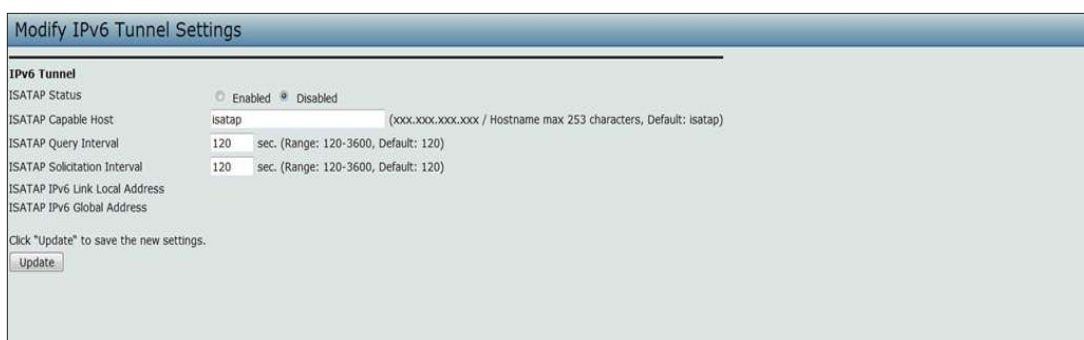 Modify IPv6 Tunnel Settings
IPv6 Tunnel
ISATAP Status Enabled Disabled
ISATAP Capable Host isatap (xxx.xxx.xxx.xxx / Hostname max 253 characters, Default: isatap)
ISATAP Query Interval 120 sec. (Range: 120-3600, Default: 120)
ISATAP Solicitation Interval 120 sec. (Range: 120-3600, Default: 120)
ISATAP IPv6 Link Local Address
ISATAP IPv6 Global Address
Click "Update" to save the new settings.
Update